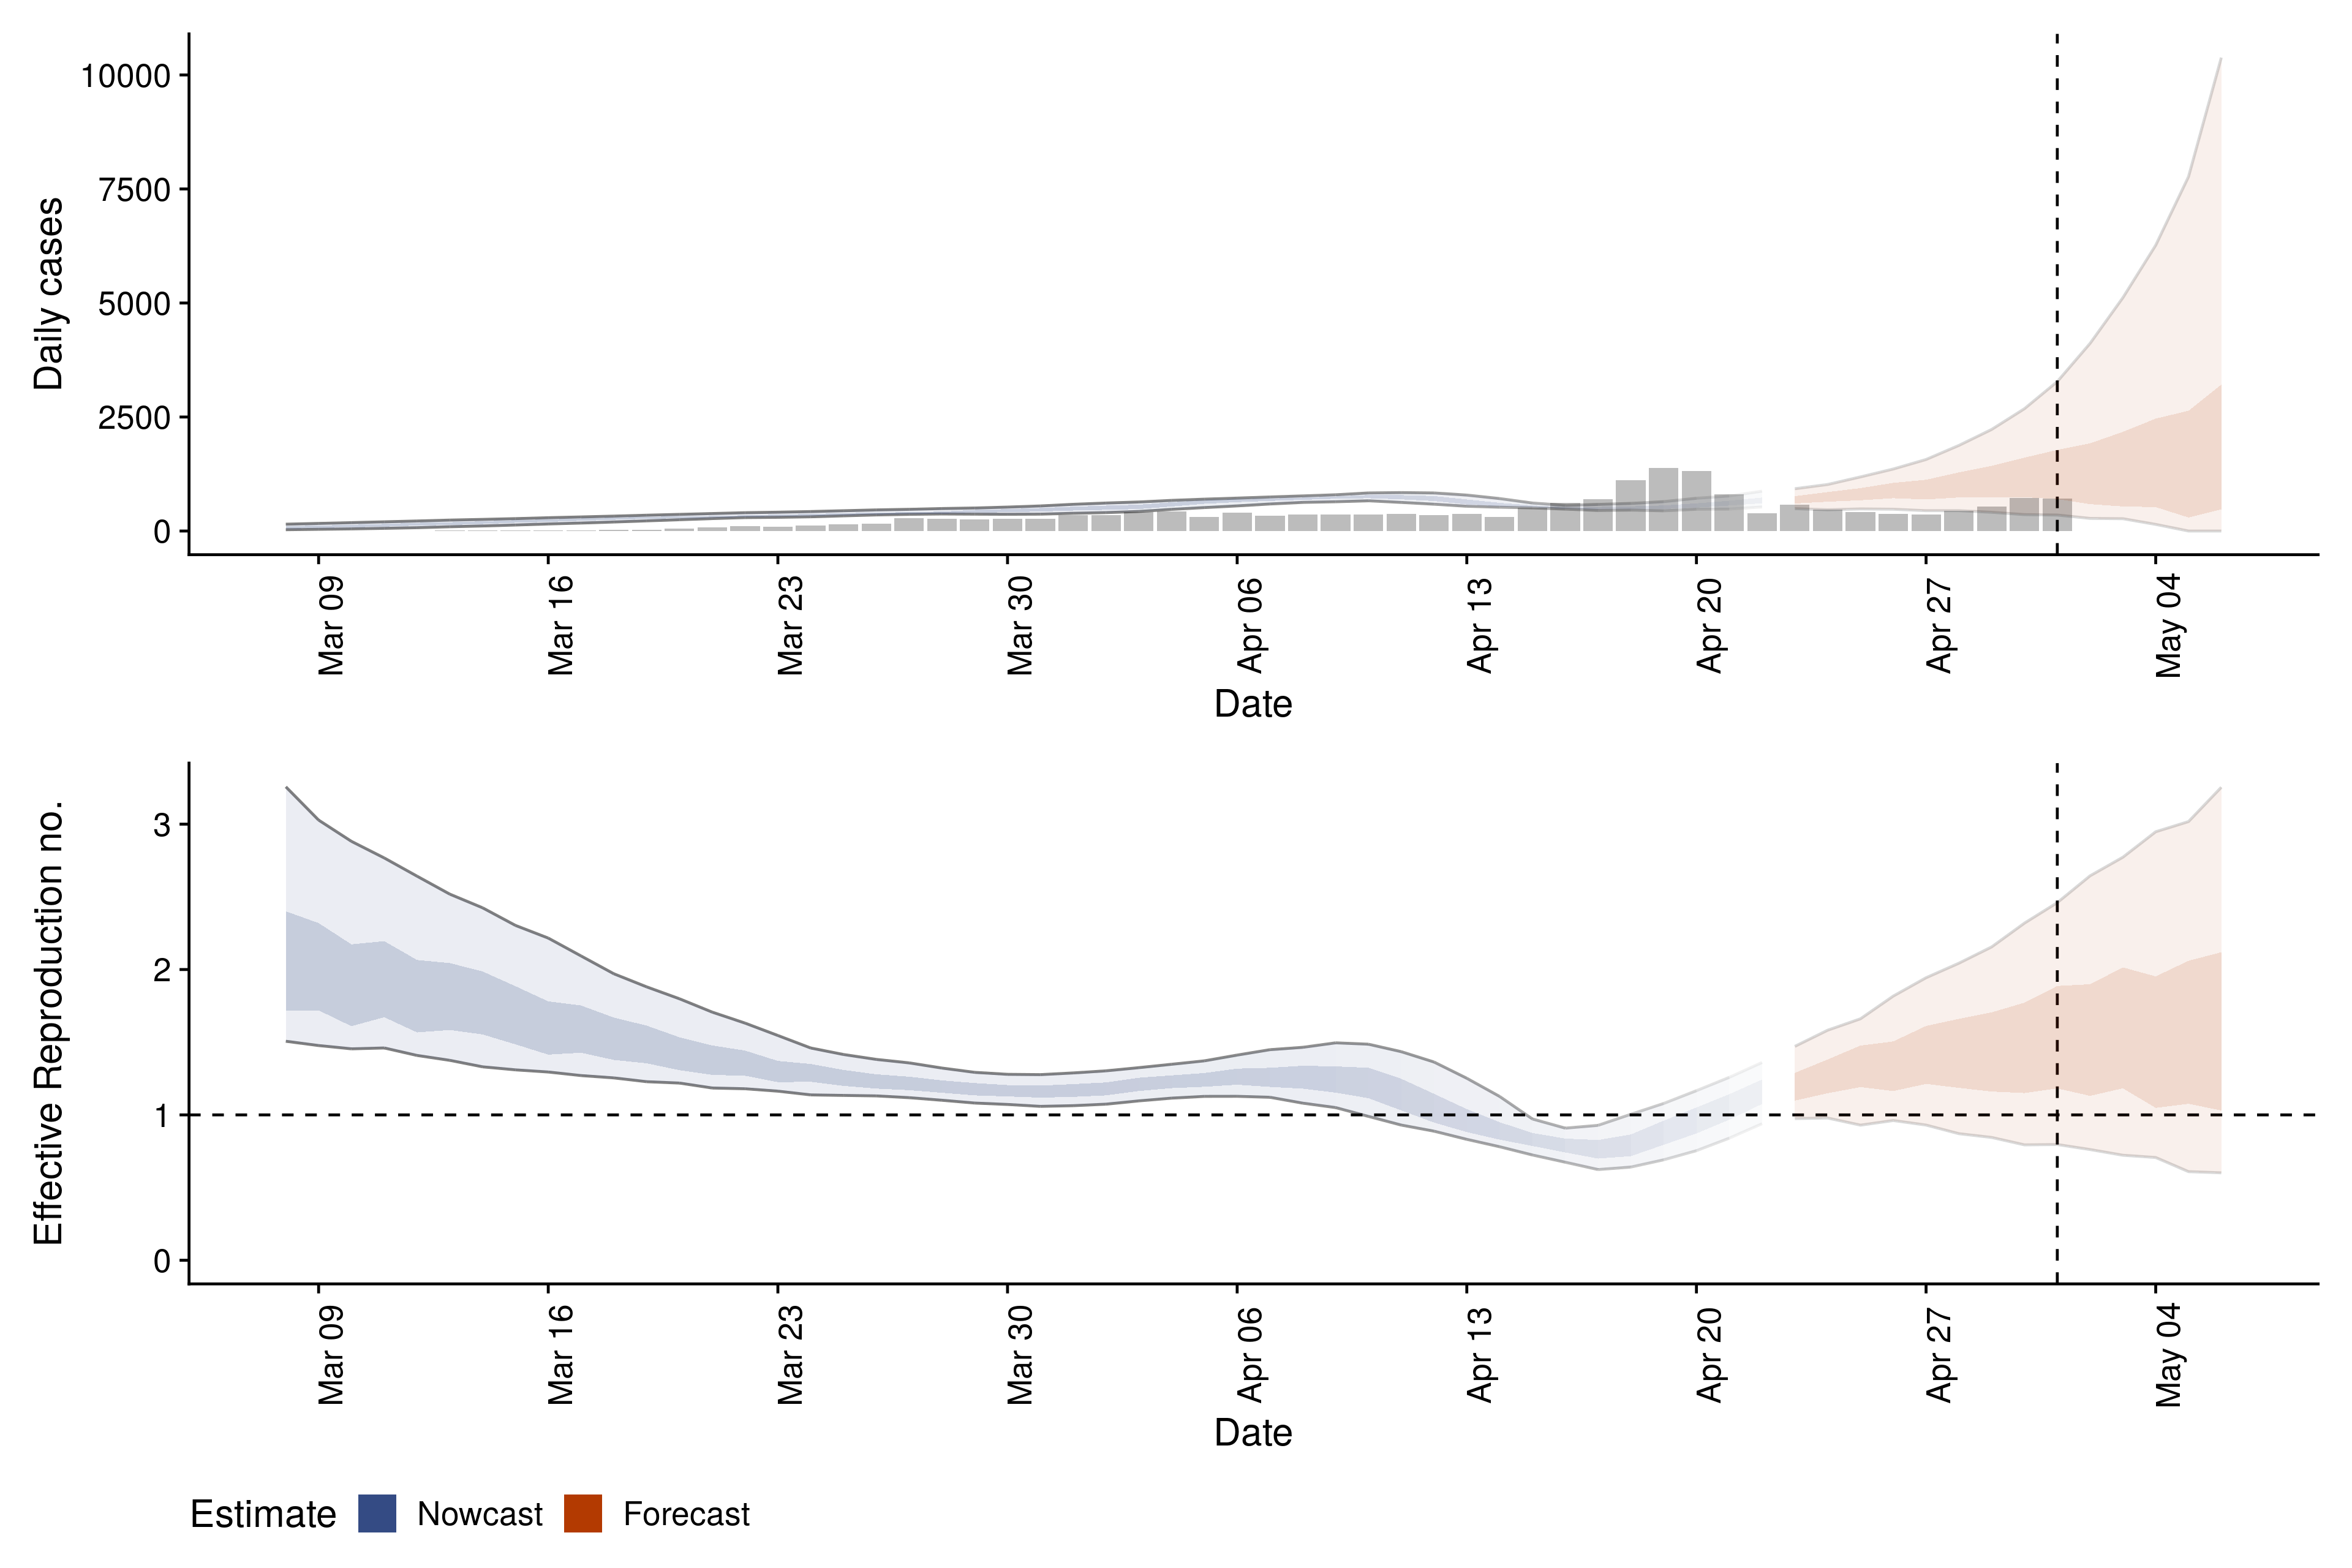 10000
7500
5000
2500
0
Daily cases
Mar 09
Mar 16
Mar 23
Mar 30
Apr 06
Apr 13
Apr 20
Apr 27
May 04
Date
3
2
1
0
Effective Reproduction no.
Mar 09
Mar 16
Mar 23
Mar 30
Apr 06
Apr 13
Apr 20
Apr 27
May 04
Date
Estimate Nowcast Forecast